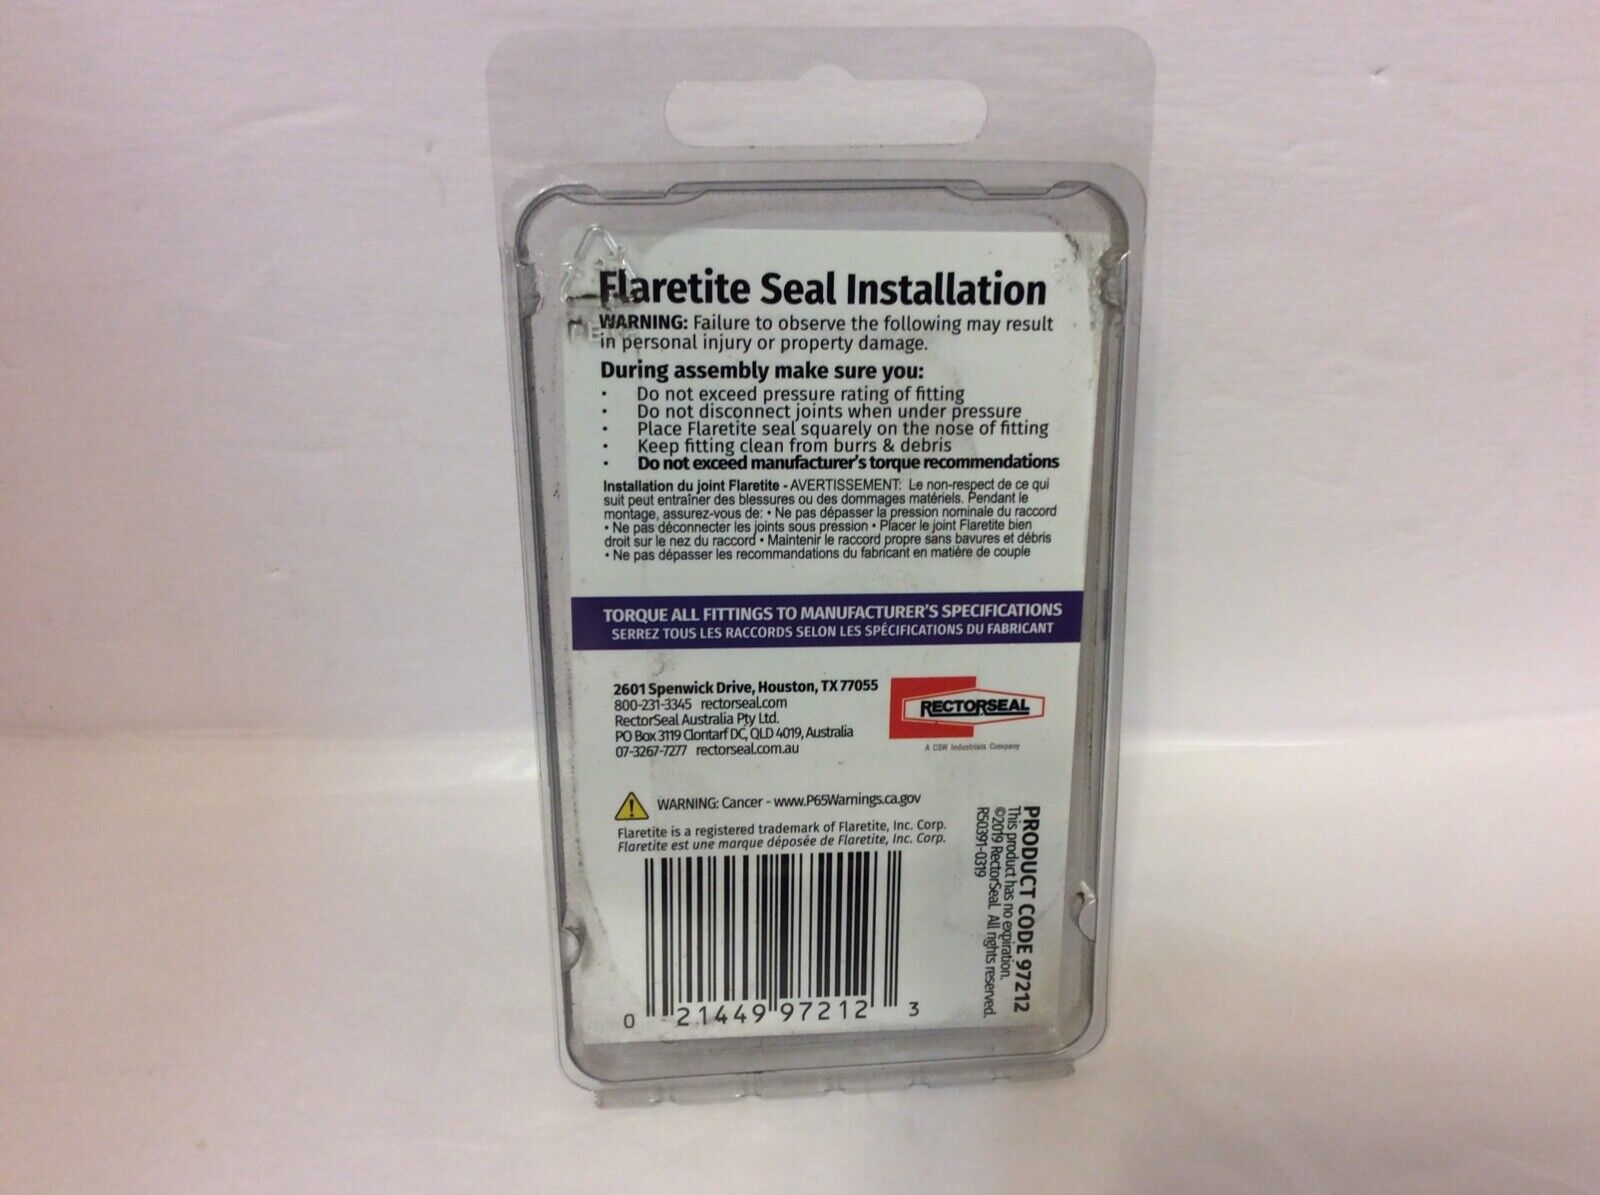 Flaretite Seal Installation
WARNING: Failure to observe the following may result
in personal injury or property damage.
During assembly make sure you:
• Do not exceed pressure rating of fitting
• Do not disconnect joints when under pressure
• Place Flaretite seal squarely on the nose of fitting
• Keep fitting clean from burrs & debris
• Do not exceed manufacturer's torque recommendations
Installation du joint Flaretite - AVERTISSEMENT: Le non-respect de ce qui
suit peut entraîner des blessures ou des dommages matériels. Pendant le
montage, assurez-vous de: • Ne pas dépasser la pression nominale du raccord
• Ne pas déconnecter les joints sous pression • Placer le joint Flaretite bien
droit sur le nez du raccord • Maintenir le raccord propre sans bavures et débris
• Ne pas dépasser les recommandations du fabricant en matière de couple
TORQUE ALL FITTINGS TO MANUFACTURER'S SPECIFICATIONS
SERREZ TOUS LES RACCORDS SELON LES SPÉCIFICATIONS DU FABRICANT
2601 Spenwick Drive, Houston, TX 77055
800-231-3345 rectorseal.com
RectorSeal Australia Pty Ltd.
PO Box 3119 Clontarf DC, QLD 4019, Australia
07-3267-7277 rectorseal.com.au
RECTORSEAL
A CSW Industrials Company
WARNING: Cancer - www.P65Warnings.ca.gov
Flaretite is a registered trademark of Flaretite, Inc. Corp.
Flaretite est une marque déposée de Flaretite, Inc. Corp.
0 21449 97212 3
PRODUCT CODE 97212
This product has no expiration.
©2019 RectorSeal. All rights reserved.
R50391-0319